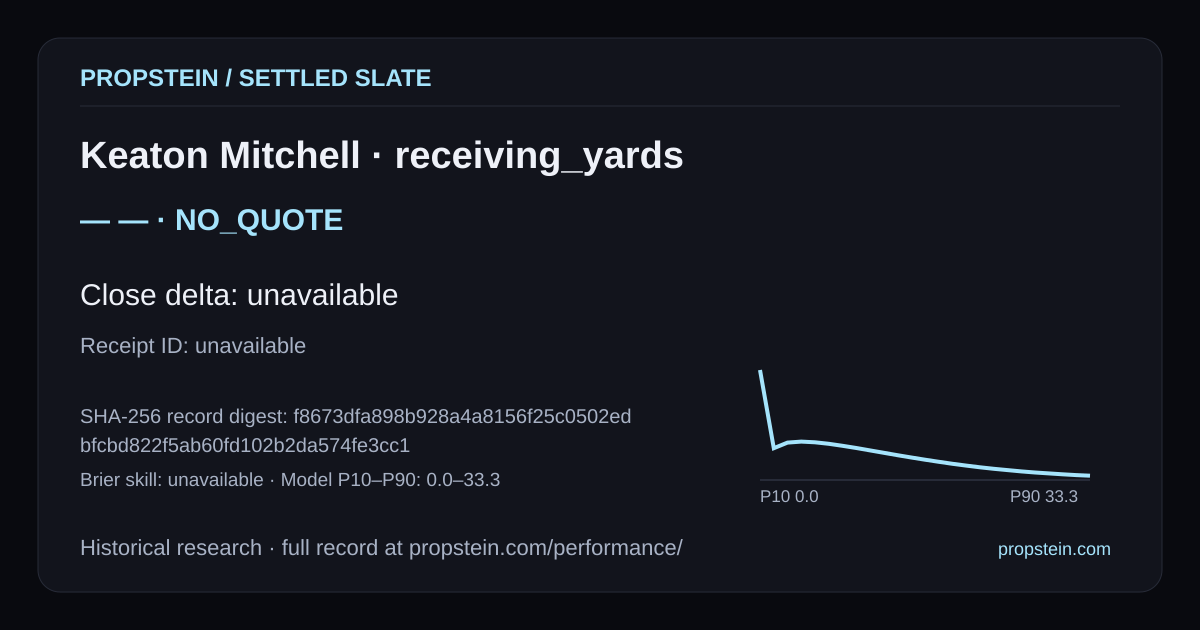 PROPSTEIN / SETTLED SLATE
Keaton Mitchell · receiving_yards
— — · NO_QUOTE
Close delta: unavailable
Receipt ID: unavailable
SHA-256 record digest: f8673dfa898b928a4a8156f25c0502ed
bfcbd822f5ab60fd102b2da574fe3cc1
Brier skill: unavailable · Model P10–P90: 0.0–33.3
P10 0.0
P90 33.3
Historical research · full record at propstein.com/performance/
propstein.com